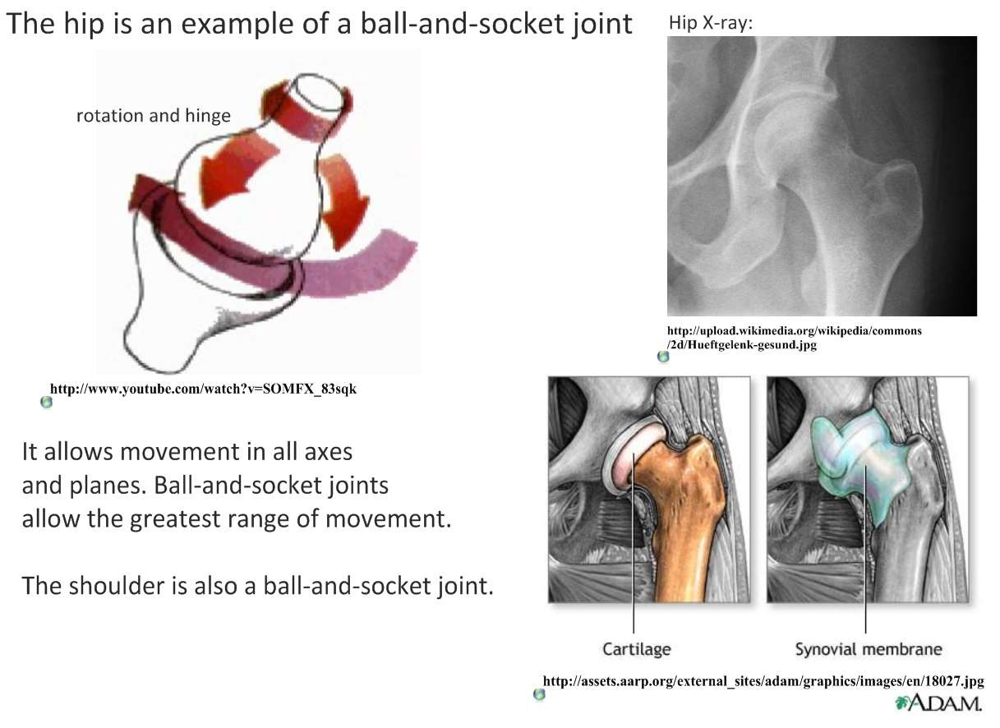 The hip is an example of a ball-and-socket joint
Hip X-ray:
rotation and hinge
http://upload.wikimedia.org/wikipedia/commons
/2d/Hueftgelenk-gesund.jpg
http://www.youtube.com/watch?v=SOMFX_83sqk
It allows movement in all axes
and planes. Ball-and-socket joints
allow the greatest range of movement.
The shoulder is also a ball-and-socket joint.
Cartilage
Synovial membrane
http://assets.aarp.org/external_sites/adam/graphics/images/en/18027.jpg
ADAM.